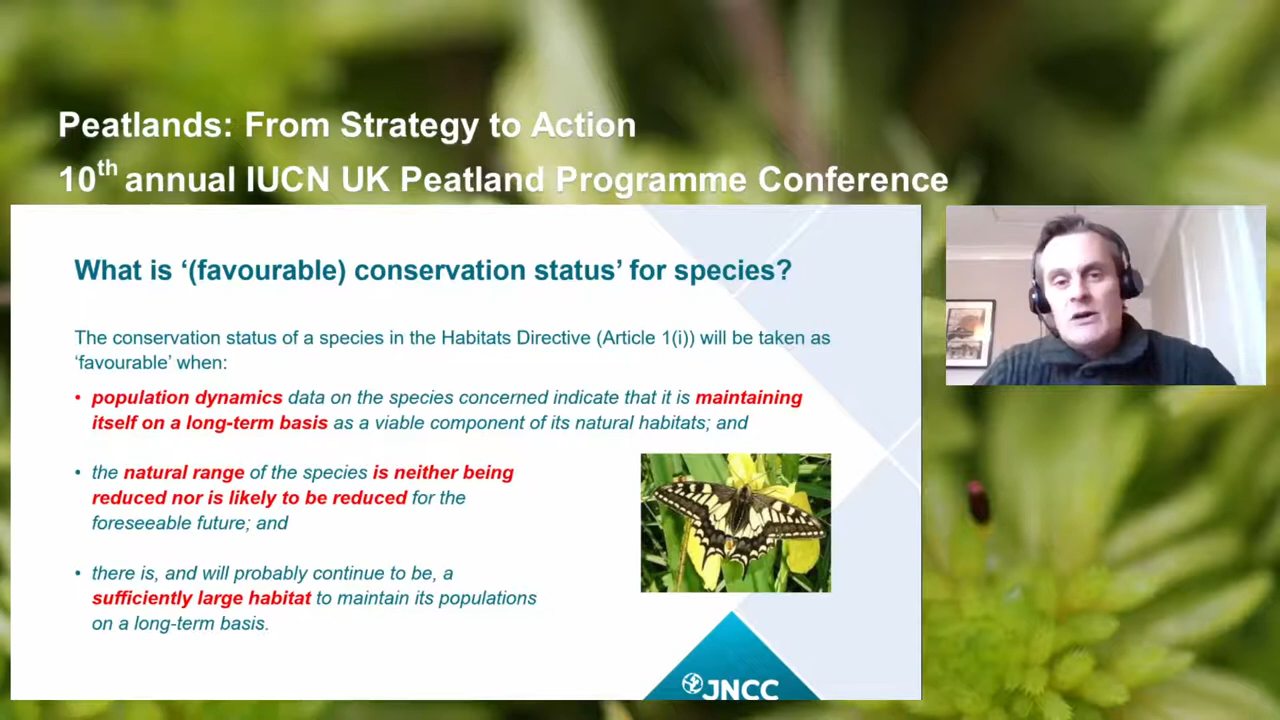 Peatlands: From Strategy to Action
10th annual IUCN UK Peatland Programme Conference
What is ‘(favourable) conservation status’ for species?
The conservation status of a species in the Habitats Directive (Article 1(i)) will be taken as
‘favourable’ when:
• population dynamics data on the species concerned indicate that it is maintaining
itself on a long-term basis as a viable component of its natural habitats; and
• the natural range of the species is neither being
reduced nor is likely to be reduced for the
foreseeable future; and
• there is, and will probably continue to be, a
sufficiently large habitat to maintain its populations
on a long-term basis.
JNCC